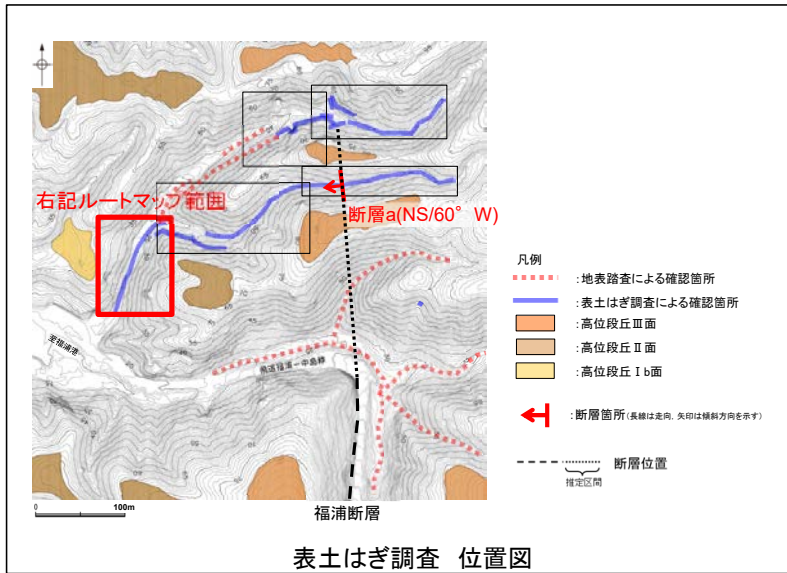 右記ルートマップ範囲
断層a(NS/60°W)
至福浦港
県道福浦-中島線
0 100m
福浦断層
凡例
:地表踏査による確認箇所
:表土はぎ調査による確認箇所
:高位段丘Ⅲ面
:高位段丘Ⅱ面
:高位段丘Ⅰb面
:断層箇所(長線は走向,矢印は傾斜方向を示す)
断層位置
推定区間
表土はぎ調査 位置図